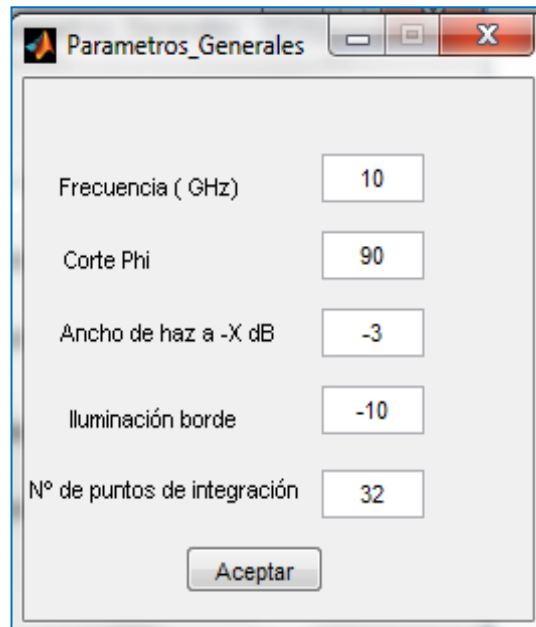 Parametros_Generales
Frecuencia ( GHz) 10
Corte Phi 90
Ancho de haz a -X dB -3
Iluminación borde -10
Nº de puntos de integración 32
Aceptar